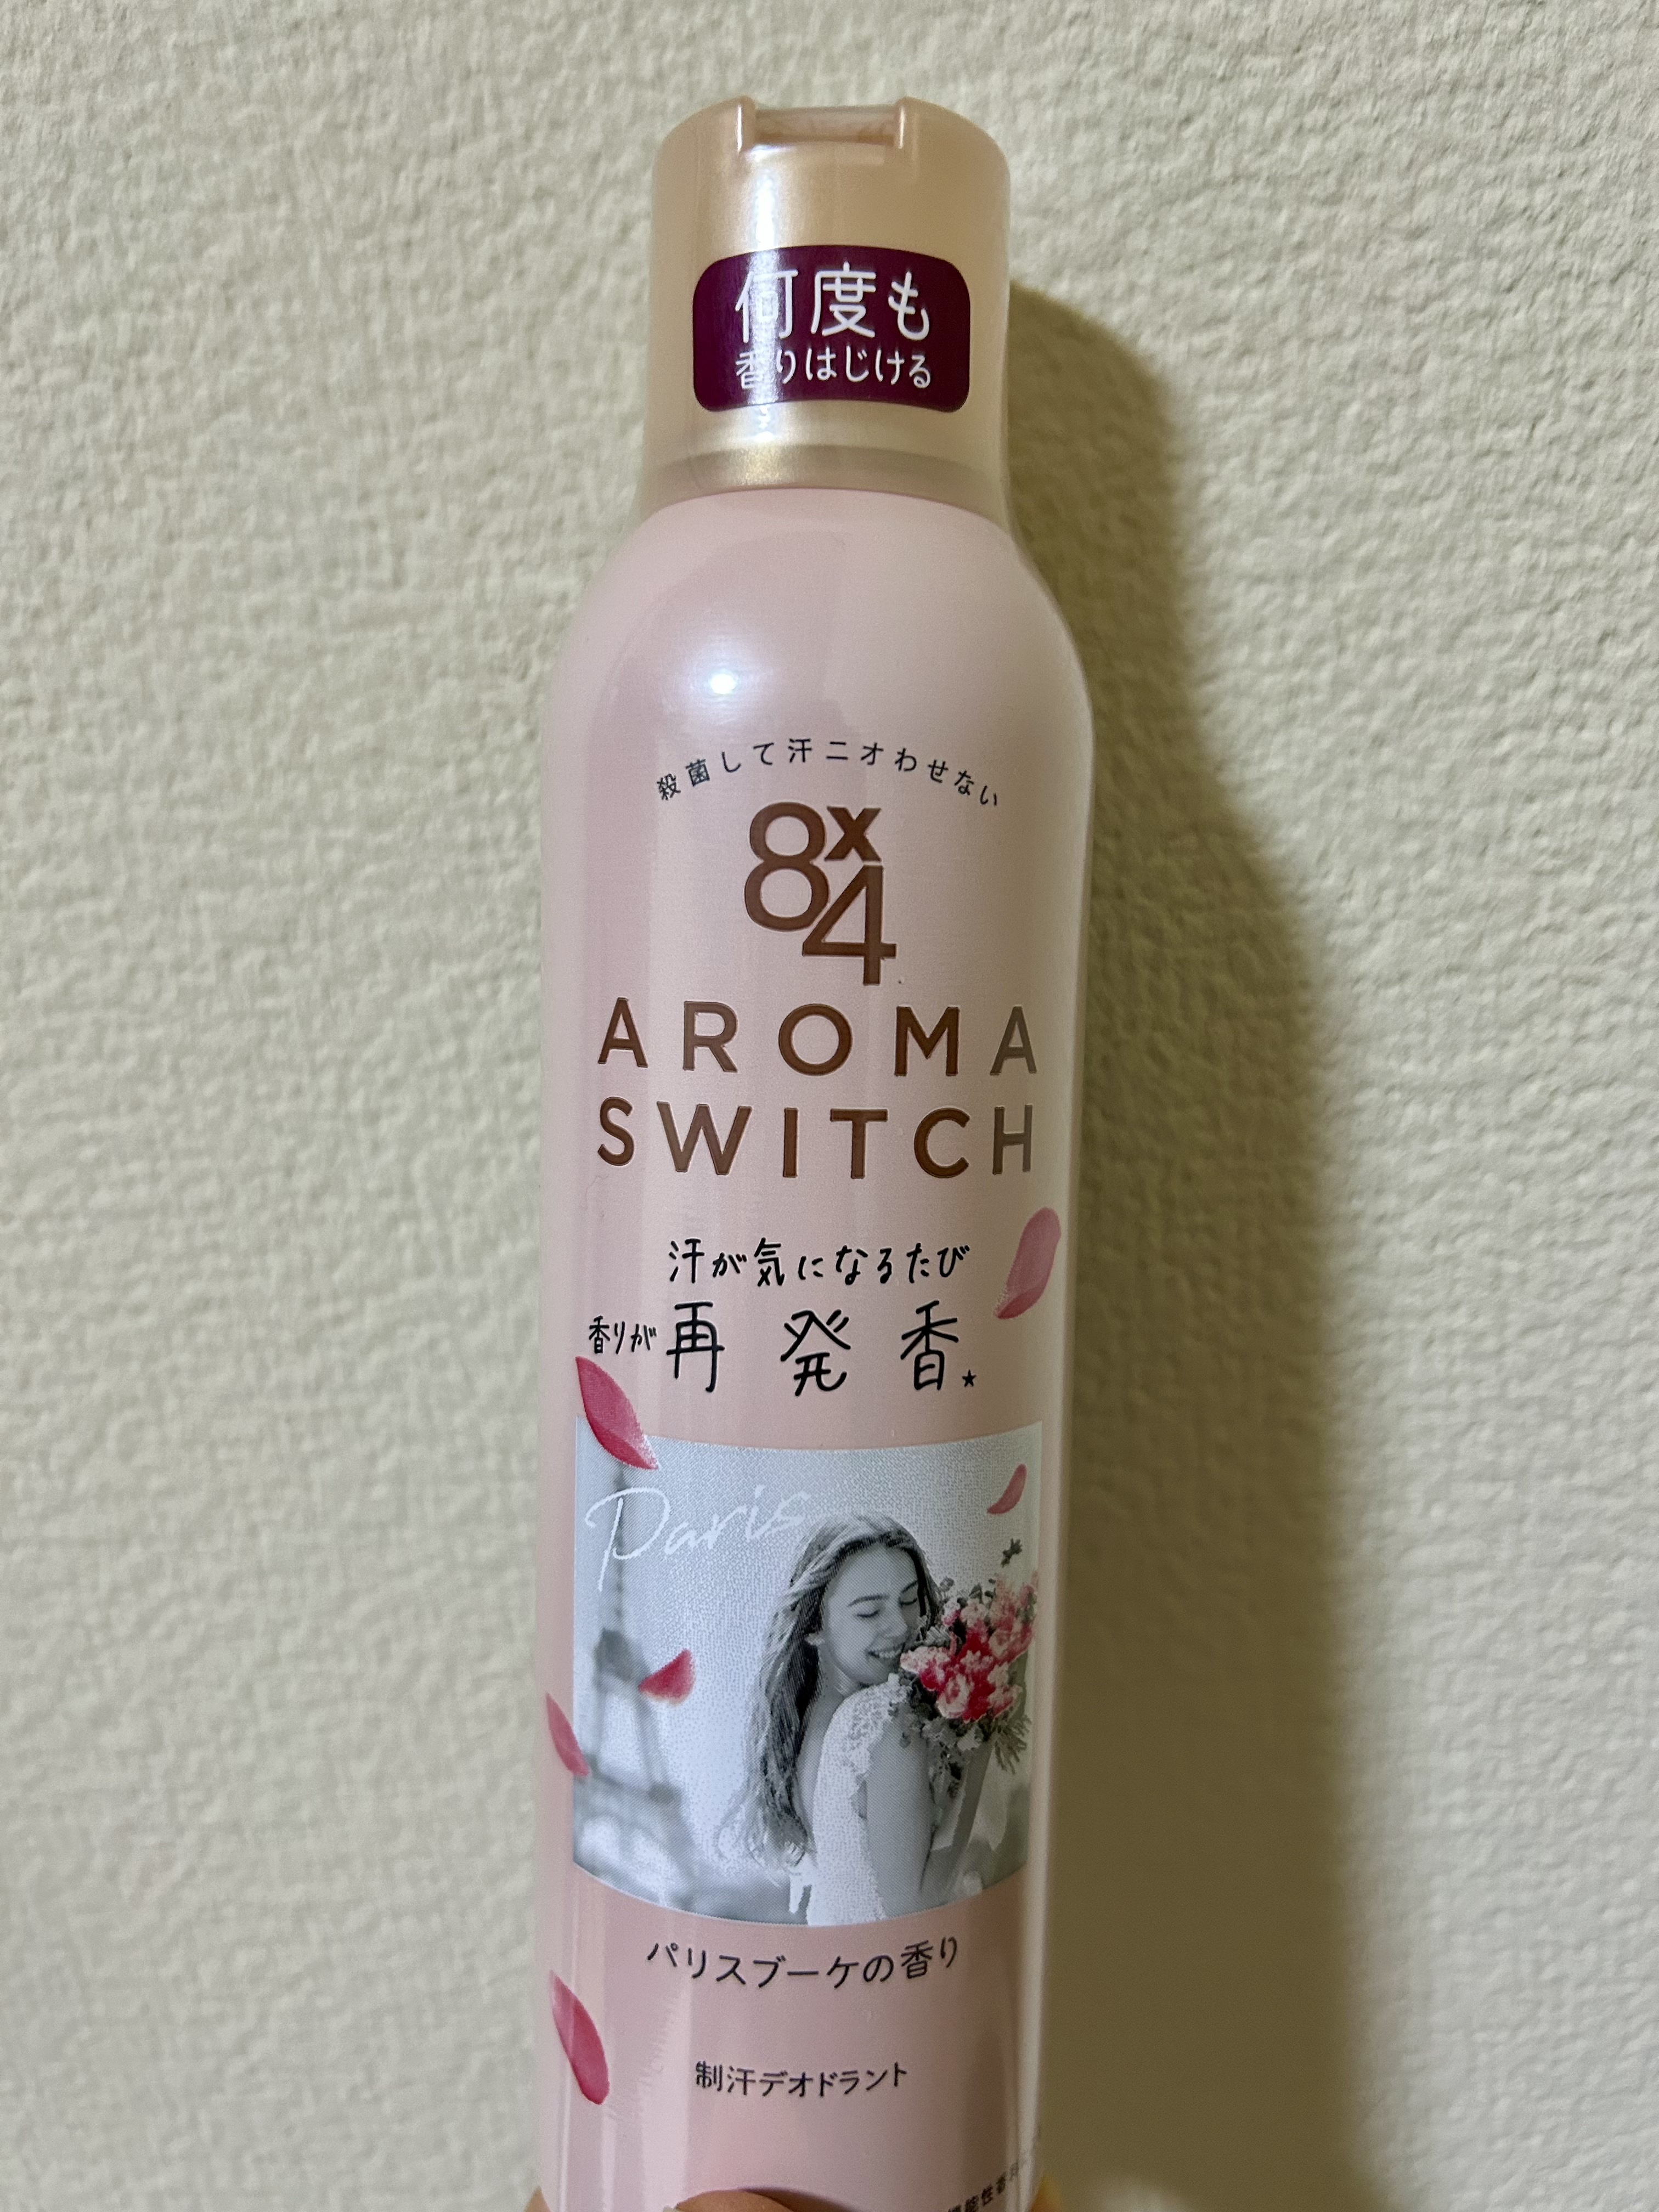 何度も
香りはじける
殺菌して汗ニオわせない
8x4
AROMA
SWITCH
汗が気になるたび
香りが再発香★
Paris
パリスブーケの香り
制汗デオドラント